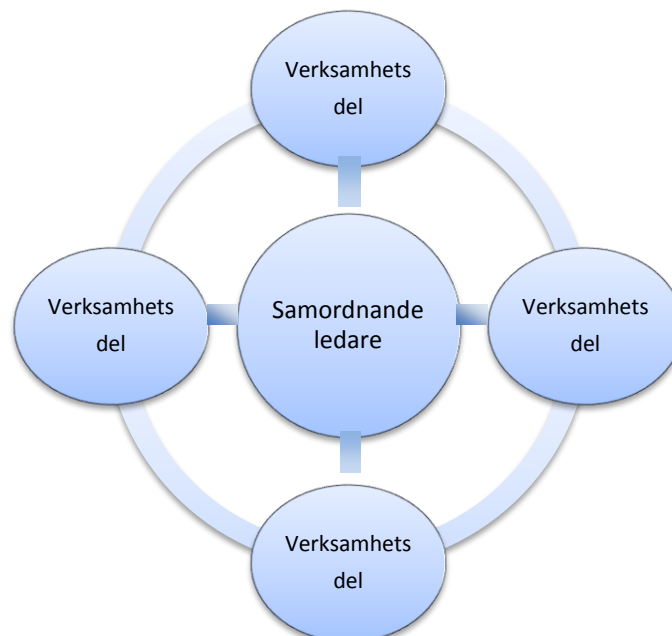 Verksamhets
del
Verksamhets
del
Samordnande
ledare
Verksamhets
del
Verksamhets
del